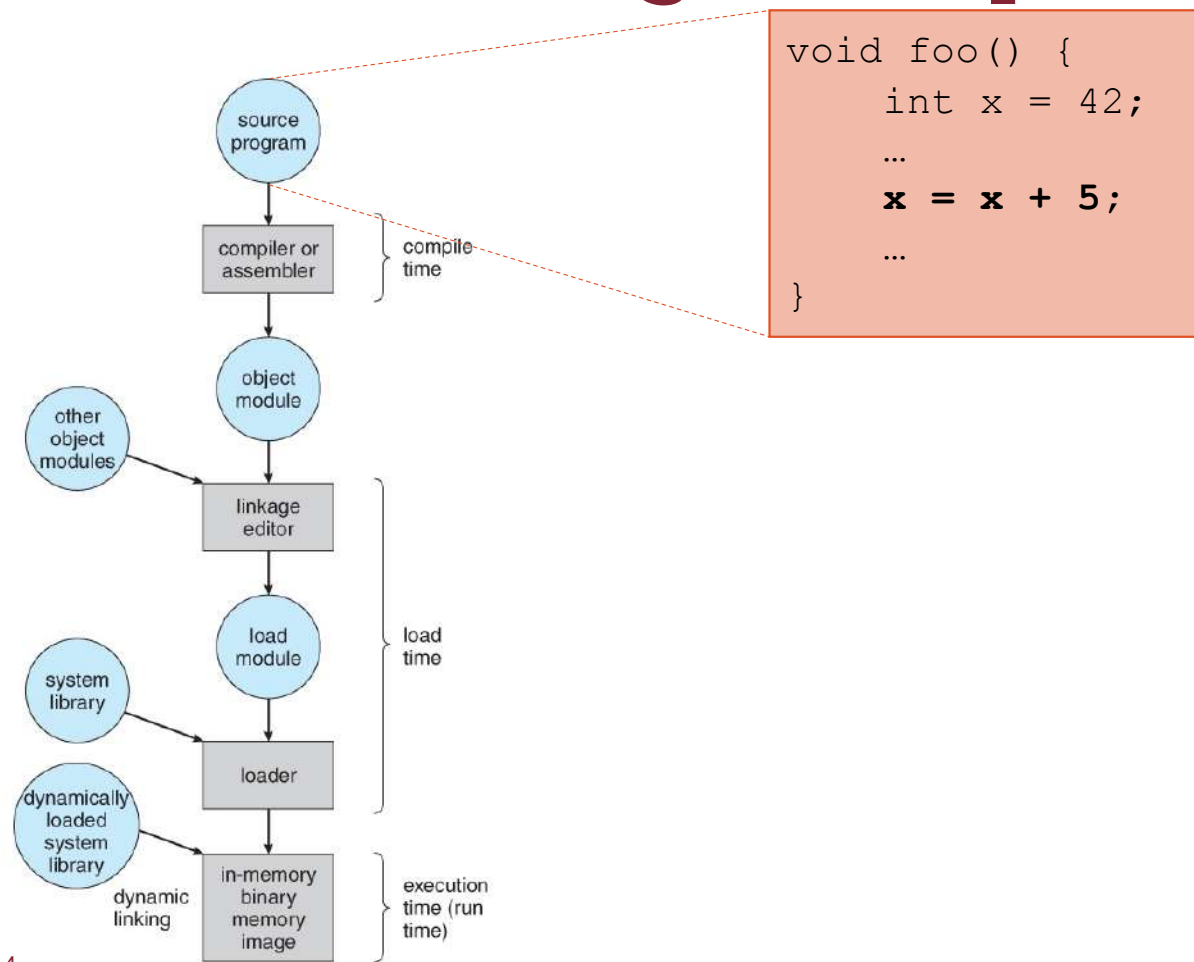 void foo() {
int x = 42;
…
x = x + 5;
…
}
source
program
compiler or
assembler
compile
time
object
module
other
object
modules
linkage
editor
load
module
load
time
system
library
loader
dynamically
loaded
system
library
dynamic
linking
in-memory
binary
memory
image
execution
time (run
time)